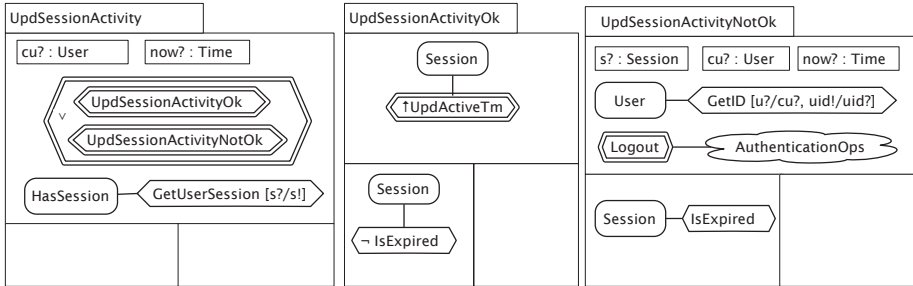 UpdSessionActivity
cu? : User
now? : Time
UpdSessionActivityOk
∨
UpdSessionActivityNotOk
HasSession
GetUserSession [s?/s!]
UpdSessionActivityOk
Session
↑UpdActiveTm
Session
¬ IsExpired
UpdSessionActivityNotOk
s? : Session
cu? : User
now? : Time
User
GetID [u?/cu?, uid!/uid?]
Logout
AuthenticationOps
Session
IsExpired